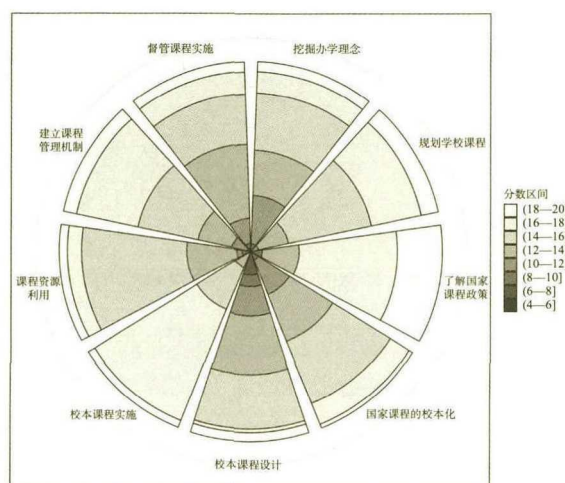 督管课程实施
挖掘办学理念
建立课程
管理机制
规划学校课程
课程资源
利用
了解国家
课程政策
校本课程实施
国家课程的校本化
校本课程设计
分数区间
(18—20
(16—18
(14—16
(12—14
(10—12
(8—10]
(6—8]
(4—6]